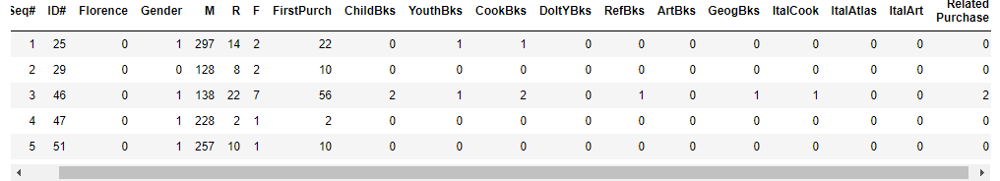 Seq# ID# Florence Gender M R F FirstPurch ChildBks YouthBks CookBks DoItYBks RefBks ArtBks GeogBks ItalCook ItalAtlas ItalArt Related Purchase
1 25 0 1 297 14 2 22 0 1 1 0 0 0 0 0 0 0 0
2 29 0 0 128 8 2 10 0 0 0 0 0 0 0 0 0 0 0
3 46 0 1 138 22 7 56 2 1 2 0 1 0 1 1 0 0 2
4 47 0 1 228 2 1 2 0 0 0 0 0 0 0 0 0 0 0
5 51 0 1 257 10 1 10 0 0 0 0 0 0 0 0 0 0 0